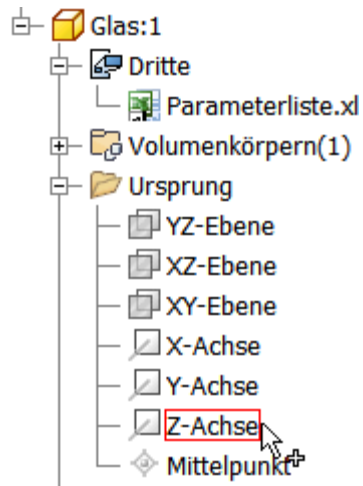 Glas:1
Dritte
Parameterliste.xl
Volumenkörpern(1)
Ursprung
YZ-Ebene
XZ-Ebene
XY-Ebene
X-Achse
Y-Achse
Z-Achse
Mittelpunkt